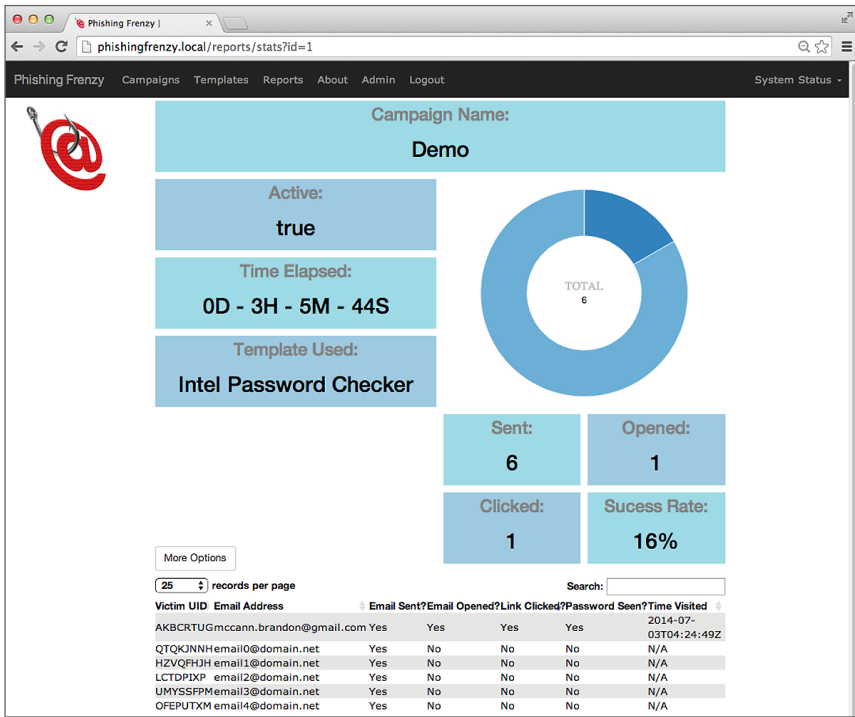 Phishing Frenzy |
phishingfrenzy.local/reports/stats?id=1
Phishing Frenzy Campaigns Templates Reports About Admin Logout System Status
@
Campaign Name:
Demo
Active:
true
Time Elapsed:
0D - 3H - 5M - 44S
Template Used:
Intel Password Checker
TOTAL
6
Sent:
6
Opened:
1
Clicked:
1
Sucess Rate:
16%
More Options
25 records per page
Search:
Victim UID Email Address Email Sent? Email Opened? Link Clicked? Password Seen? Time Visited
AKBCRTUG mccann.brandon@gmail.com Yes Yes Yes Yes 2014-07-
03T04:24:49Z
QTQKJNNH email0@domain.net Yes No No No N/A
HZVQFHJH email1@domain.net Yes No No No N/A
LCTDPIXP email2@domain.net Yes No No No N/A
UMYSSFPM email3@domain.net Yes No No No N/A
OFEPUTXM email4@domain.net Yes No No No N/A